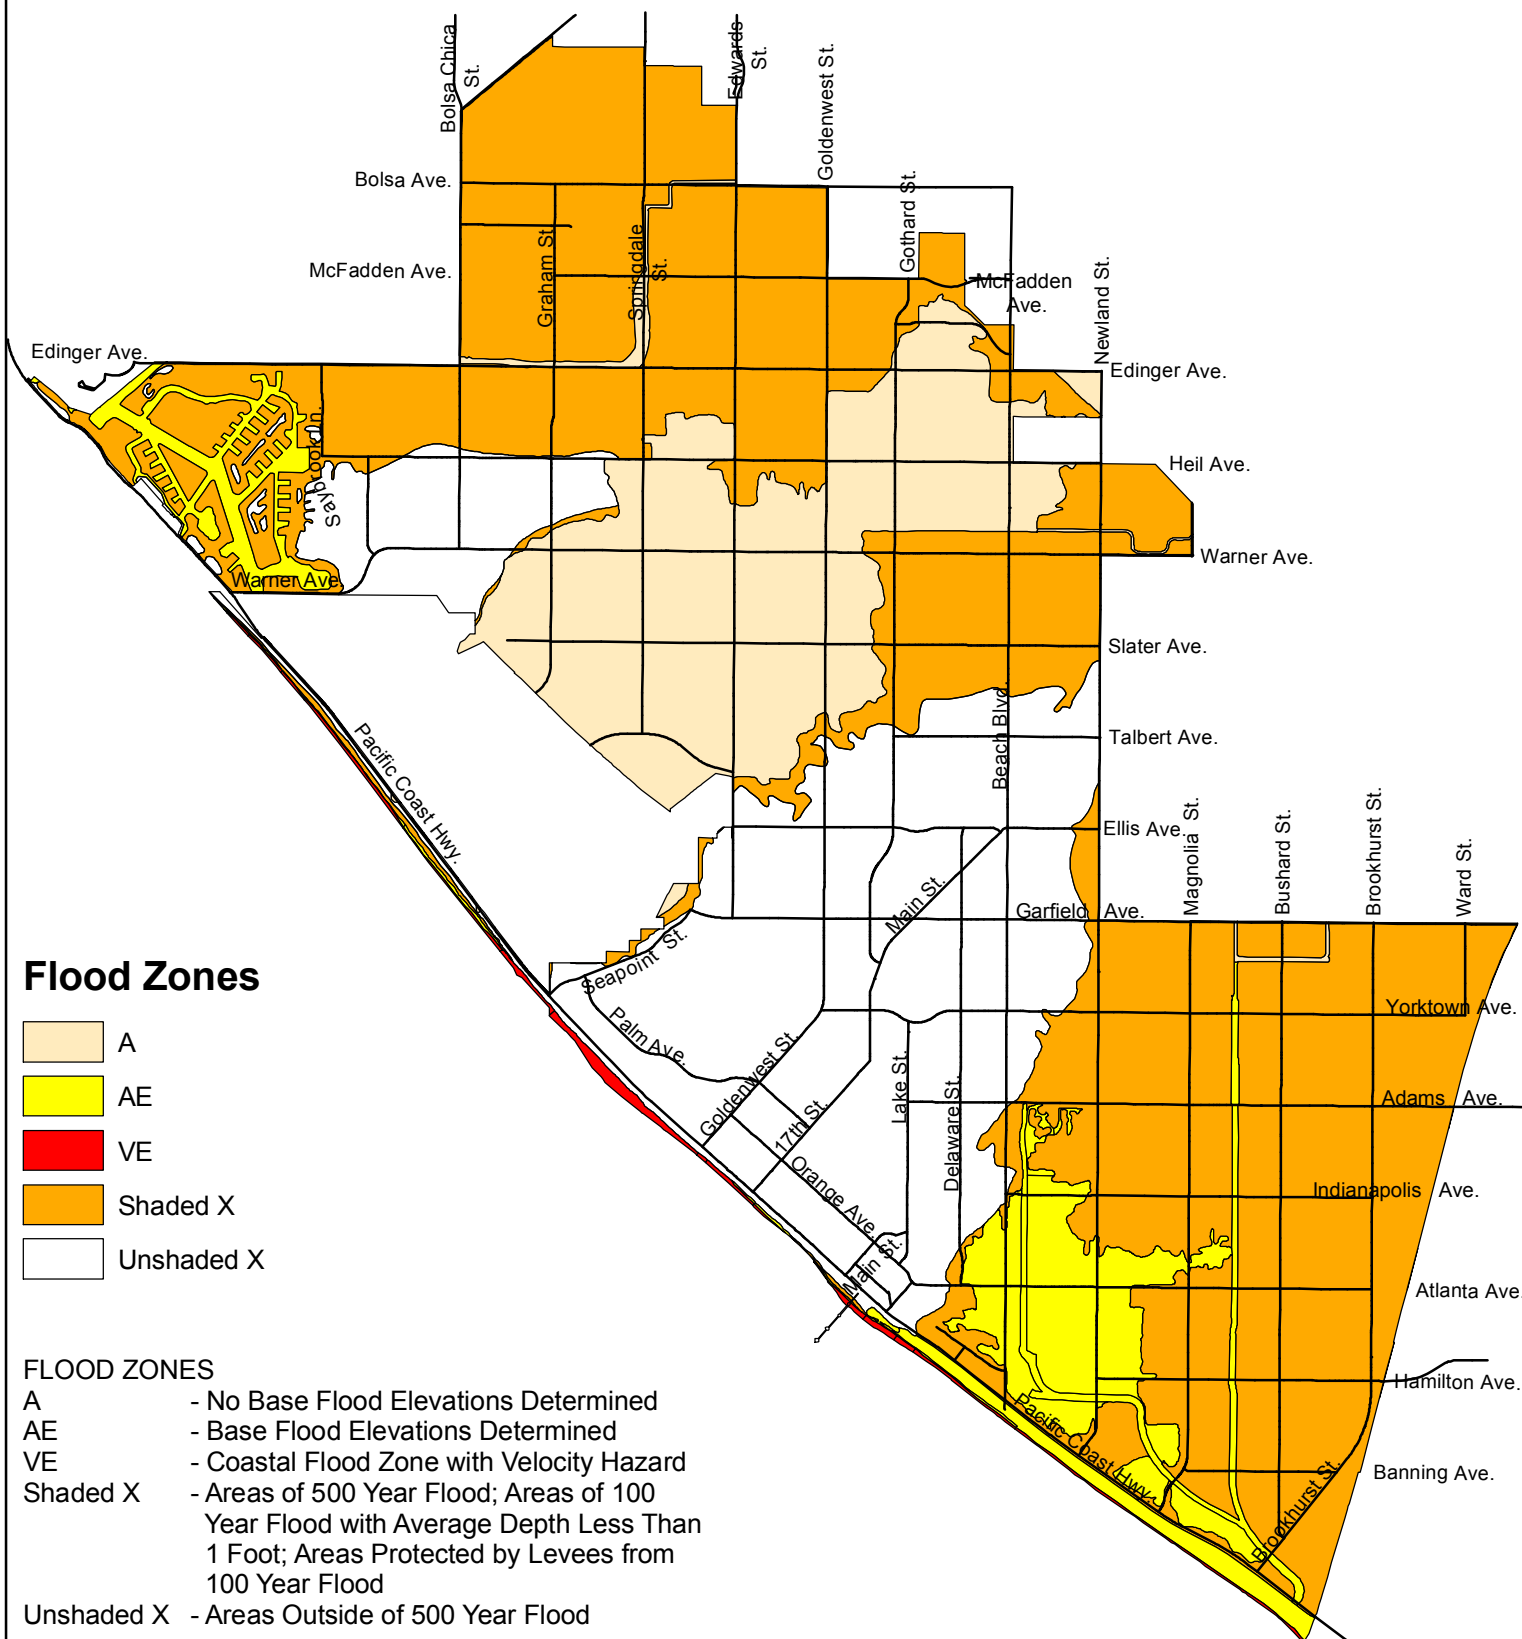 Bolsa Chica
St.
Edwards
St.
Goldenwest St.
Bolsa Ave.
Gothard St.
McFadden Ave.
Graham St.
Springdale
St.
McFadden
Ave.
Newland St.
Edinger Ave.
Edinger Ave.
Saybrook Ln.
Heil Ave.
Warner Ave.
Warner Ave.
Slater Ave.
Beach Blvd.
Talbert Ave.
Pacific Coast Hwy.
Ellis Ave.
Magnolia St.
Bushard St.
Brookhurst St.
Ward St.
Main St.
Garfield Ave.
Seapoint St.
Flood Zones
Yorktown Ave.
Palm Ave.
Goldenwest St.
A
Lake St.
Delaware St.
AE
Adams Ave.
17th St.
VE
Orange Ave.
Indianapolis Ave.
Shaded X
Main St.
Unshaded X
Atlanta Ave.
Hamilton Ave.
Pacific Coast Hwy.
Banning Ave.
Brookhurst St.
FLOOD ZONES
A - No Base Flood Elevations Determined
AE - Base Flood Elevations Determined
VE - Coastal Flood Zone with Velocity Hazard
Shaded X - Areas of 500 Year Flood; Areas of 100
Year Flood with Average Depth Less Than
1 Foot; Areas Protected by Levees from
100 Year Flood
Unshaded X - Areas Outside of 500 Year Flood